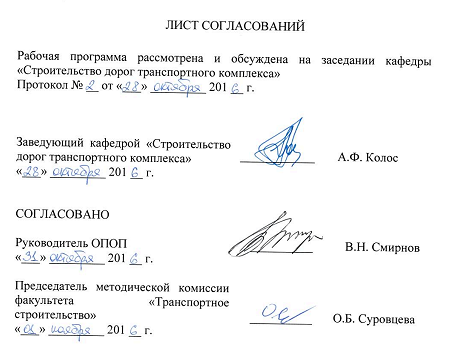 ЛИСТ СОГЛАСОВАНИЙ
Рабочая программа рассмотрена и обсуждена на заседании кафедры
«Строительство дорог транспортного комплекса»
Протокол № 2 от «28» октября 2016 г.
Заведующий кафедрой «Строительство
дорог транспортного комплекса»
А.Ф. Колос
«28» октября 2016 г.
СОГЛАСОВАНО
Руководитель ОПОП
В.Н. Смирнов
«31» октября 2016 г.
Председатель методической комиссии
факультета «Транспортное
строительство»
О.Б. Суровцева
«01» ноября 2016 г.